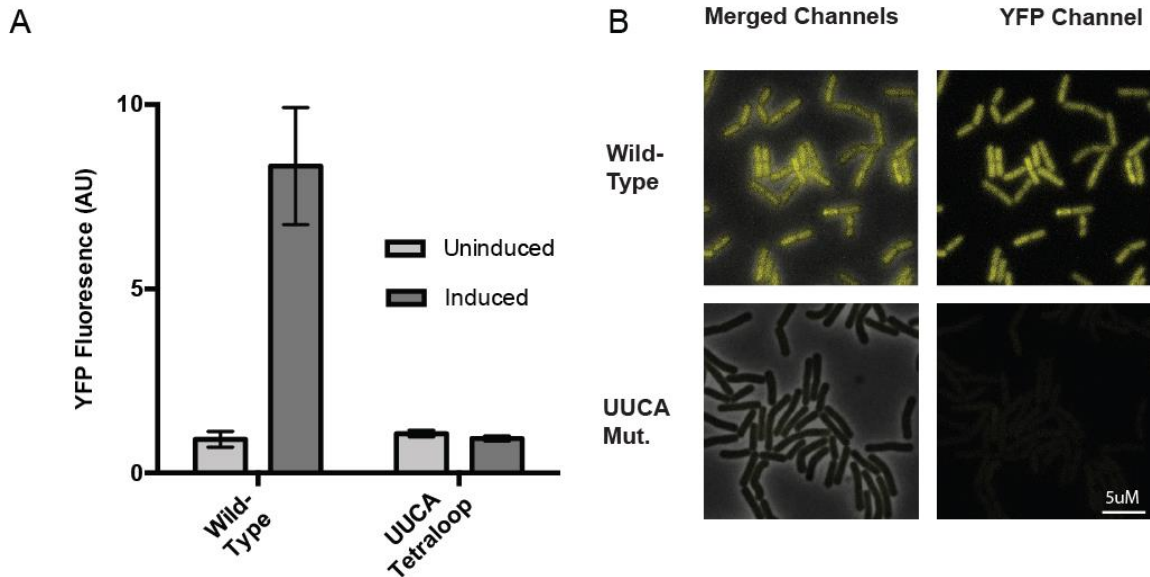 A
10
5
0
YFP Fluoresence (AU)
Uninduced
Induced
Wild-
Type
UUCA
Tetraloop
B
Merged Channels
YFP Channel
Wild-
Type
UUCA
Mut.
5uM